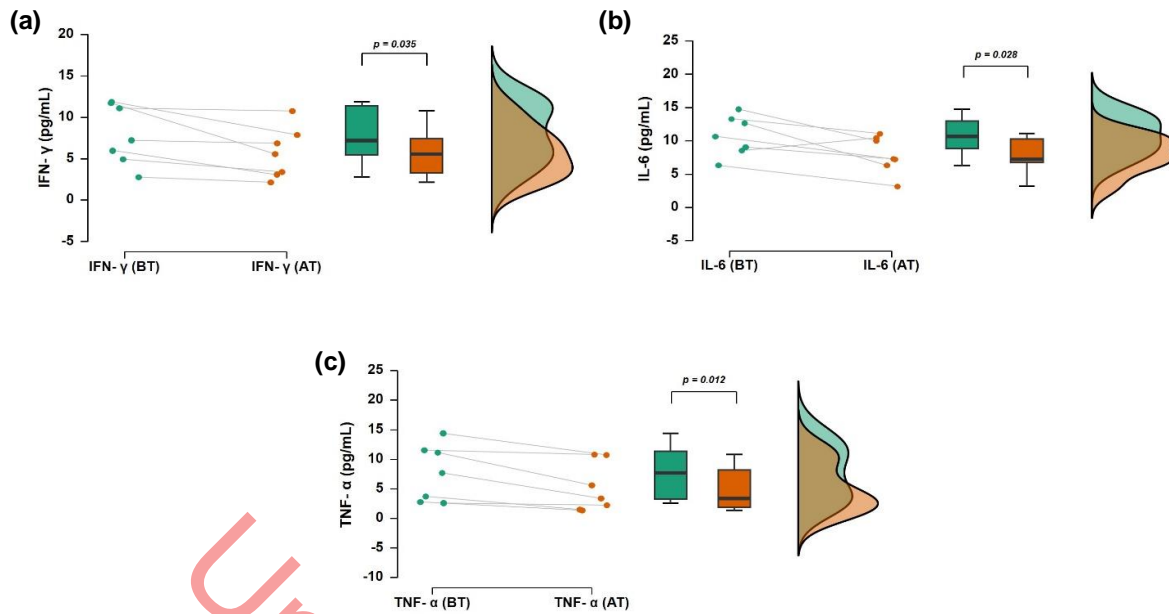 (a)
20
15
10
5
0
-5
IFN- γ (pg/mL)
p = 0.035
IFN- γ (BT)
IFN- γ (AT)
(b)
25
20
15
10
5
0
-5
IL-6 (pg/mL)
p = 0.028
IL-6 (BT)
IL-6 (AT)
(c)
25
20
15
10
5
0
-5
-10
TNF- α (pg/mL)
p = 0.012
TNF- α (BT)
TNF- α (AT)